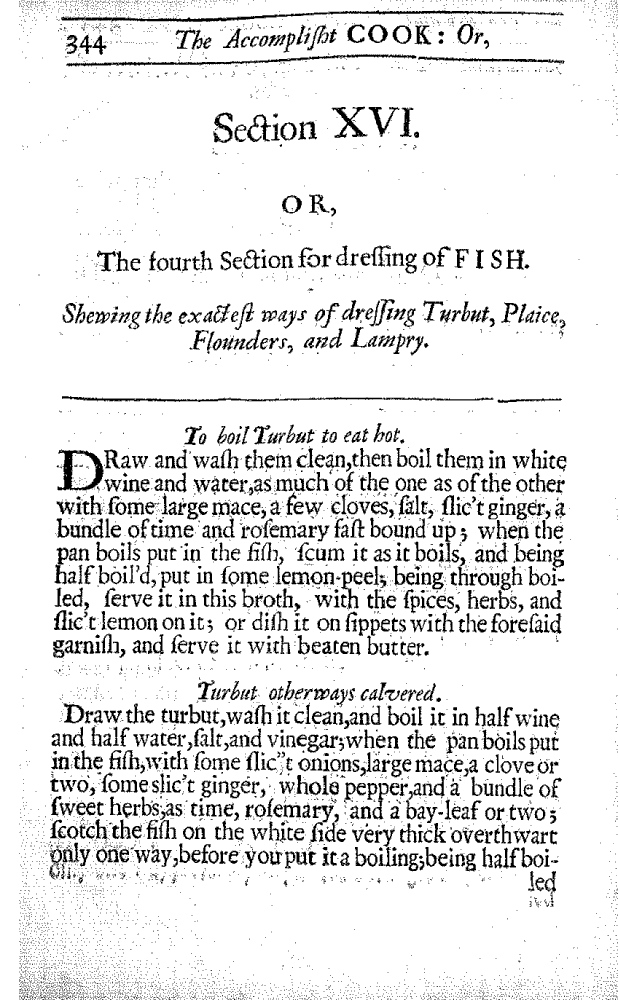 344 The Accompliſht COOK: Or,
Section XVI.
OR,
The fourth Section for dreſſing of FISH.
Shewing the exacteſt ways of dreſſing Turbut, Plaice,
Flounders, and Lampry.
To boil Turbut to eat hot.
DRaw and waſh them clean,then boil them in white
wine and water,as much of the one as of the other
with ſome large mace, a few cloves, ſalt, ſlic't ginger, a
bundle of time and roſemary faſt bound up; when the
pan boils put in the fiſh, ſcum it as it boils, and being
half boil'd, put in ſome lemon-peel; being through boi-
led, ſerve it in this broth, with the ſpices, herbs, and
ſlic't lemon on it; or diſh it on ſippets with the foreſaid
garniſh, and ſerve it with beaten butter.
Turbut otherways calvered.
Draw the turbut,waſh it clean,and boil it in half wine
and half water,ſalt,and vinegar;when the pan boils put
in the fiſh,with ſome ſlic't onions,large mace,a clove or
two, ſome slic't ginger, whole pepper,and a bundle of
ſweet herbs,as time, roſemary, and a bay-leaf or two;
ſcotch the fiſh on the white ſide very thick overthwart
only one way,before you put it a boiling;being half boi-
led